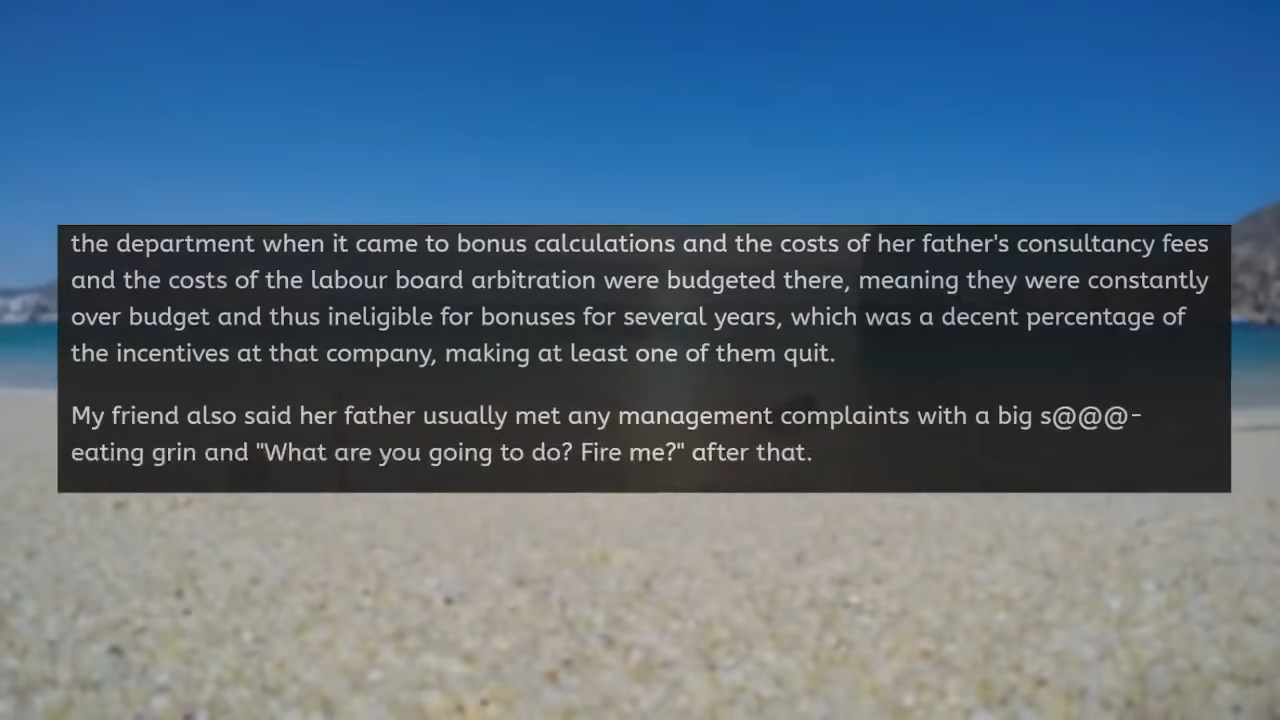 the department when it came to bonus calculations and the costs of her father's consultancy fees
and the costs of the labour board arbitration were budgeted there, meaning they were constantly
over budget and thus ineligible for bonuses for several years, which was a decent percentage of
the incentives at that company, making at least one of them quit.
My friend also said her father usually met any management complaints with a big s@@@-
eating grin and "What are you going to do? Fire me?" after that.